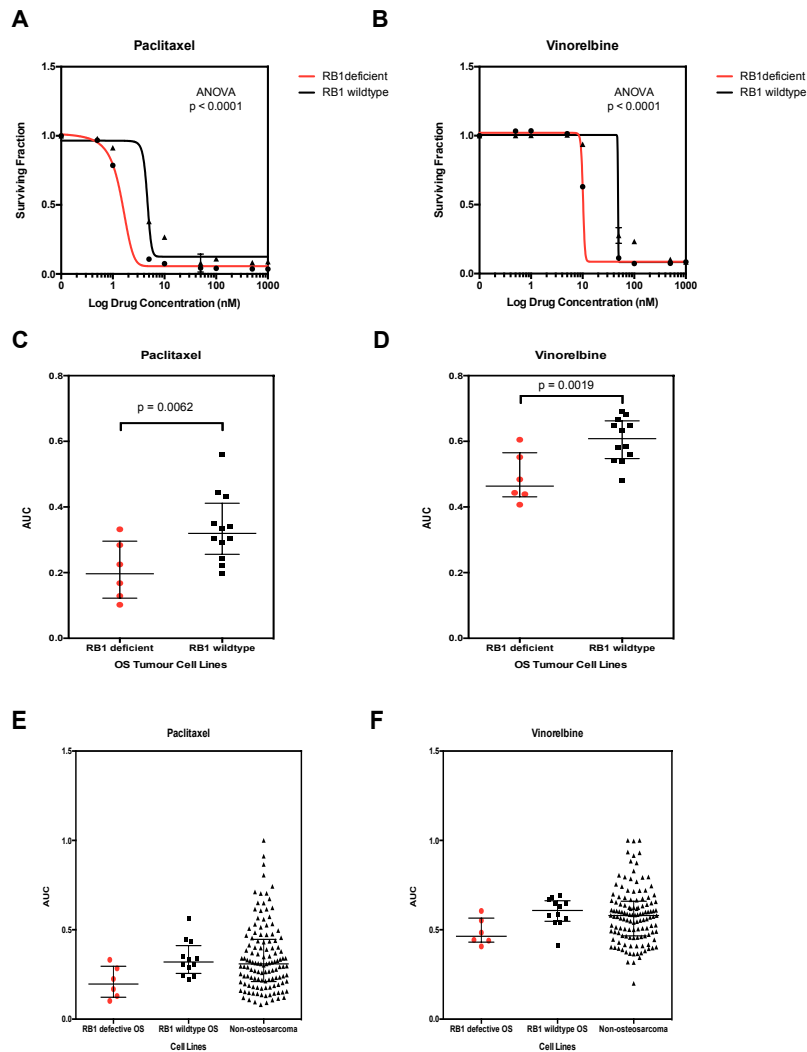 A
Paclitaxel
1.5
1.0
0.5
0.0
Surviving Fraction
ANOVA
p < 0.0001
RB1deficient
RB1 wildtype
0
1
10
100
1000
Log Drug Concentration (nM)
B
Vinorelbine
1.5
1.0
0.5
0.0
Surviving Fraction
ANOVA
p < 0.0001
RB1deficient
RB1 wildtype
0
1
10
100
1000
Log Drug Concentration (nM)
C
Paclitaxel
0.8
0.6
0.4
0.2
0.0
AUC
p = 0.0062
RB1 deficient
RB1 wildtype
OS Tumour Cell Lines
D
Vinorelbine
0.8
0.6
0.4
0.2
0.0
AUC
p = 0.0019
RB1 deficient
RB1 wildtype
OS Tumour Cell Lines
E
Paclitaxel
1.5
1.0
0.5
0.0
AUC
RB1 defective OS
RB1 wildtype OS
Non-osteosarcoma
Cell Lines
F
Vinorelbine
1.5
1.0
0.5
0.0
AUC
RB1 defective OS
RB1 wildtype OS
Non-osteosarcoma
Cell Lines